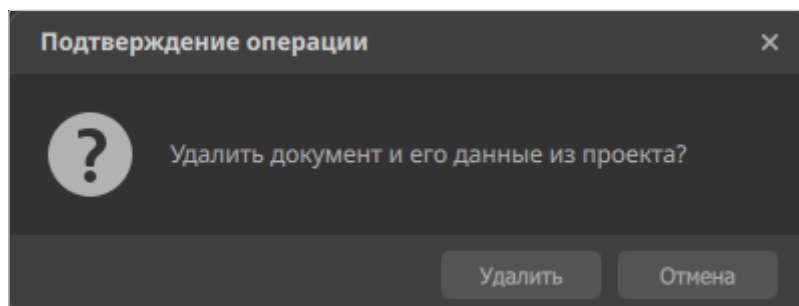 Подтверждение операции
Удалить документ и его данные из проекта?
Удалить Отмена